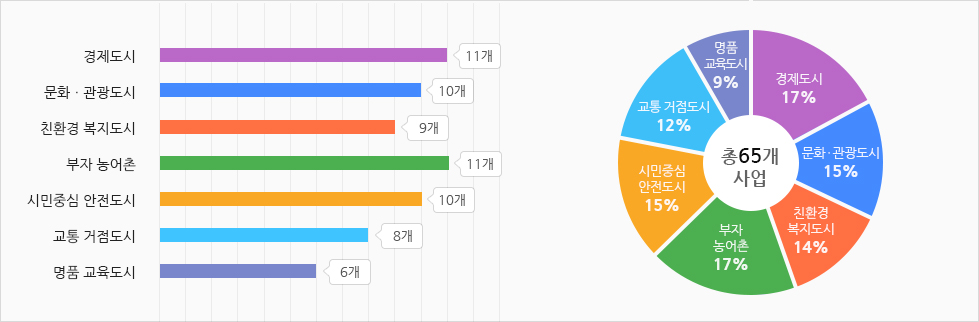 경제도시
11개
문화 · 관광도시
10개
친환경 복지도시
9개
부자 농어촌
11개
시민중심 안전도시
10개
교통 거점도시
8개
명품 교육도시
6개
명품
교육도시
9%
경제도시
17%
교통 거점도시
12%
문화 · 관광도시
15%
총65개
사업
시민중심
안전도시
15%
친환경
복지도시
14%
부자
농어촌
17%